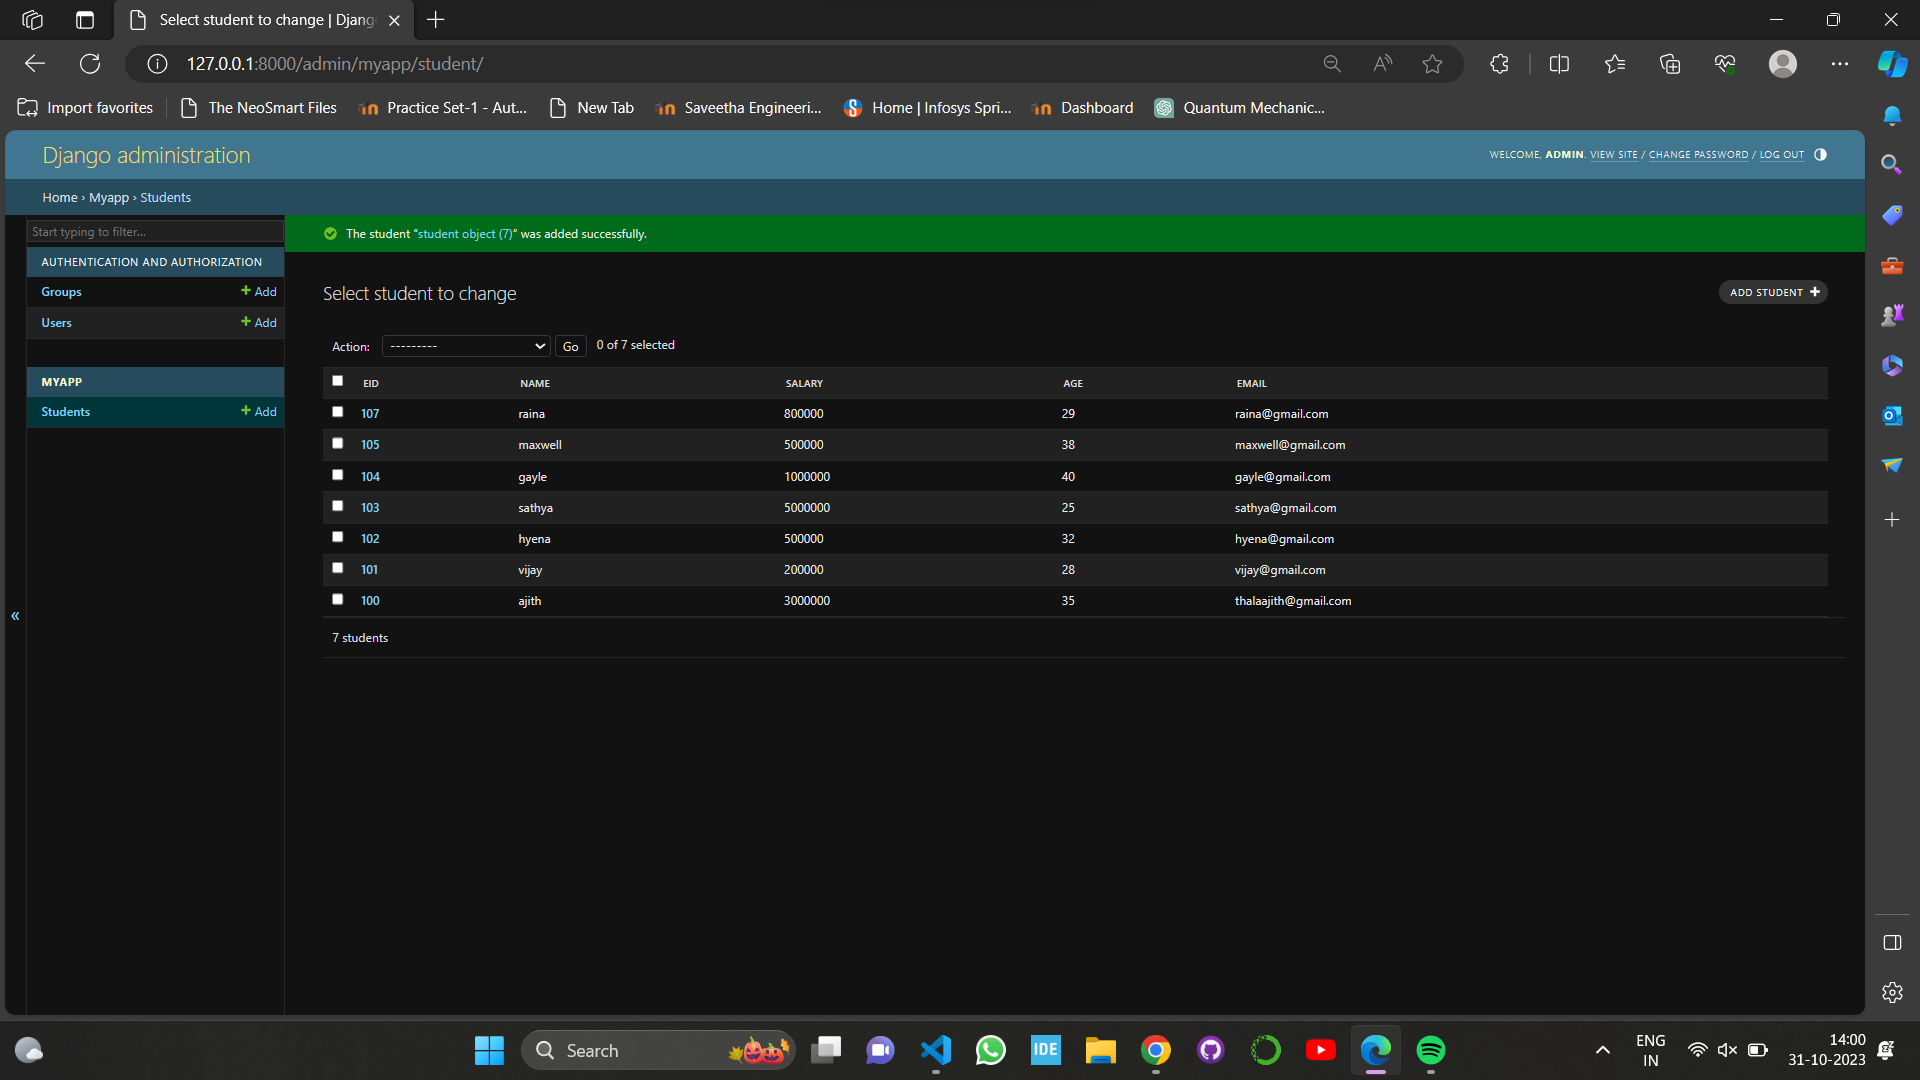 Select student to change | Djang
127.0.0.1:8000/admin/myapp/student/
Import favorites The NeoSmart Files Practice Set-1 - Aut... New Tab Saveetha Engineeri... Home | Infosys Spri... Dashboard Quantum Mechanic...
Django administration
WELCOME, ADMIN. VIEW SITE / CHANGE PASSWORD / LOG OUT
Home › Myapp › Students
Start typing to filter...
AUTHENTICATION AND AUTHORIZATION
Groups + Add
Users + Add
MYAPP
Students + Add
«
The student “student object (7)” was added successfully.
Select student to change
ADD STUDENT +
Action: --------- Go 0 of 7 selected
EID NAME SALARY AGE EMAIL
107 raina 800000 29 raina@gmail.com
105 maxwell 500000 38 maxwell@gmail.com
104 gayle 1000000 40 gayle@gmail.com
103 sathya 5000000 25 sathya@gmail.com
102 hyena 500000 32 hyena@gmail.com
101 vijay 200000 28 vijay@gmail.com
100 ajith 3000000 35 thalaajith@gmail.com
7 students
Search
IDE
ENG
IN
14:00
31-10-2023